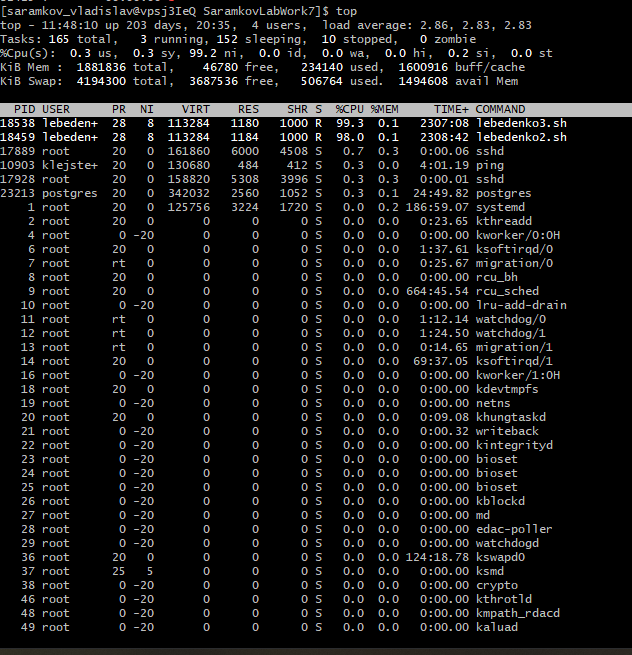 [saramkov_vladislav@vpsj3IeQ SaramkovLabWork7]$ top
top - 11:48:10 up 203 days, 20:35,  4 users,  load average: 2.86, 2.83, 2.83
Tasks: 165 total,   3 running, 152 sleeping,  10 stopped,   0 zombie
%Cpu(s):  0.3 us,  0.3 sy, 99.2 ni,  0.0 id,  0.0 wa,  0.0 hi,  0.2 si,  0.0 st
KiB Mem :  1881836 total,    46780 free,   234140 used,  1600916 buff/cache
KiB Swap:  4194300 total,  3687536 free,   506764 used.  1494608 avail Mem
PID USER      PR  NI    VIRT    RES    SHR S  %CPU %MEM     TIME+ COMMAND
18538 lebeden+  28   8  113284   1180   1000 R  99.3  0.1   2307:08 lebedenko3.sh
18459 lebeden+  28   8  113284   1184   1000 R  98.0  0.1   2308:42 lebedenko2.sh
17889 root      20   0  161860   6000   4508 S   0.7  0.3   0:00.06 sshd
10903 klejste+  20   0  130680    484    412 S   0.3  0.0   4:01.19 ping
17928 root      20   0  158820   5308   3996 S   0.3  0.3   0:00.01 sshd
23213 postgres  20   0  342032   2560   1052 S   0.3  0.1  24:49.82 postgres
1 root      20   0  125756   3224   1720 S   0.0  0.2 186:59.07 systemd
2 root      20   0       0      0      0 S   0.0  0.0   0:23.65 kthreadd
4 root       0 -20       0      0      0 S   0.0  0.0   0:00.00 kworker/0:0H
6 root      20   0       0      0      0 S   0.0  0.0   1:37.61 ksoftirqd/0
7 root      rt   0       0      0      0 S   0.0  0.0   0:25.67 migration/0
8 root      20   0       0      0      0 S   0.0  0.0   0:00.00 rcu_bh
9 root      20   0       0      0      0 S   0.0  0.0 664:45.54 rcu_sched
10 root       0 -20       0      0      0 S   0.0  0.0   0:00.00 lru-add-drain
11 root      rt   0       0      0      0 S   0.0  0.0   1:12.14 watchdog/0
12 root      rt   0       0      0      0 S   0.0  0.0   1:24.50 watchdog/1
13 root      rt   0       0      0      0 S   0.0  0.0   0:14.65 migration/1
14 root      20   0       0      0      0 S   0.0  0.0  69:37.05 ksoftirqd/1
16 root       0 -20       0      0      0 S   0.0  0.0   0:00.00 kworker/1:0H
18 root      20   0       0      0      0 S   0.0  0.0   0:00.00 kdevtmpfs
19 root       0 -20       0      0      0 S   0.0  0.0   0:00.00 netns
20 root      20   0       0      0      0 S   0.0  0.0   0:09.08 khungtaskd
21 root       0 -20       0      0      0 S   0.0  0.0   0:00.32 writeback
22 root       0 -20       0      0      0 S   0.0  0.0   0:00.00 kintegrityd
23 root       0 -20       0      0      0 S   0.0  0.0   0:00.00 bioset
24 root       0 -20       0      0      0 S   0.0  0.0   0:00.00 bioset
25 root       0 -20       0      0      0 S   0.0  0.0   0:00.00 bioset
26 root       0 -20       0      0      0 S   0.0  0.0   0:00.00 kblockd
27 root       0 -20       0      0      0 S   0.0  0.0   0:00.00 md
28 root       0 -20       0      0      0 S   0.0  0.0   0:00.00 edac-poller
29 root       0 -20       0      0      0 S   0.0  0.0   0:00.00 watchdogd
36 root      20   0       0      0      0 S   0.0  0.0 124:18.78 kswapd0
37 root      25   5       0      0      0 S   0.0  0.0   0:00.00 ksmd
38 root       0 -20       0      0      0 S   0.0  0.0   0:00.00 crypto
46 root       0 -20       0      0      0 S   0.0  0.0   0:00.00 kthrotld
48 root       0 -20       0      0      0 S   0.0  0.0   0:00.00 kmpath_rdacd
49 root       0 -20       0      0      0 S   0.0  0.0   0:00.00 kaluad